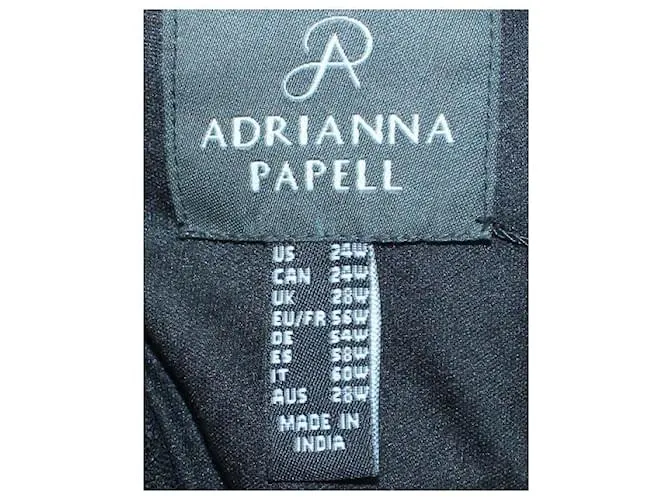 AP
ADRIANNA
PAPELL
US 24W
CAN 24W
UK 28W
EU/FR 56W
DE 54W
ES 58W
IT 60W
AUS 28W
MADE IN
INDIA